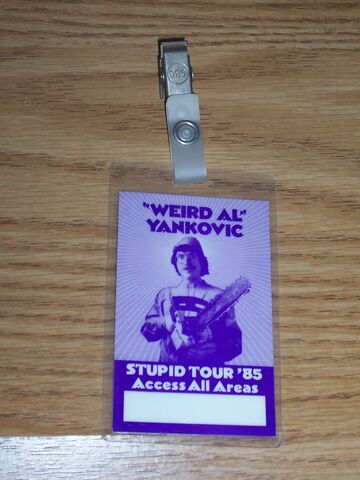 "WEIRD AL"
YANKOVIC
STUPID TOUR '85
Access All Areas